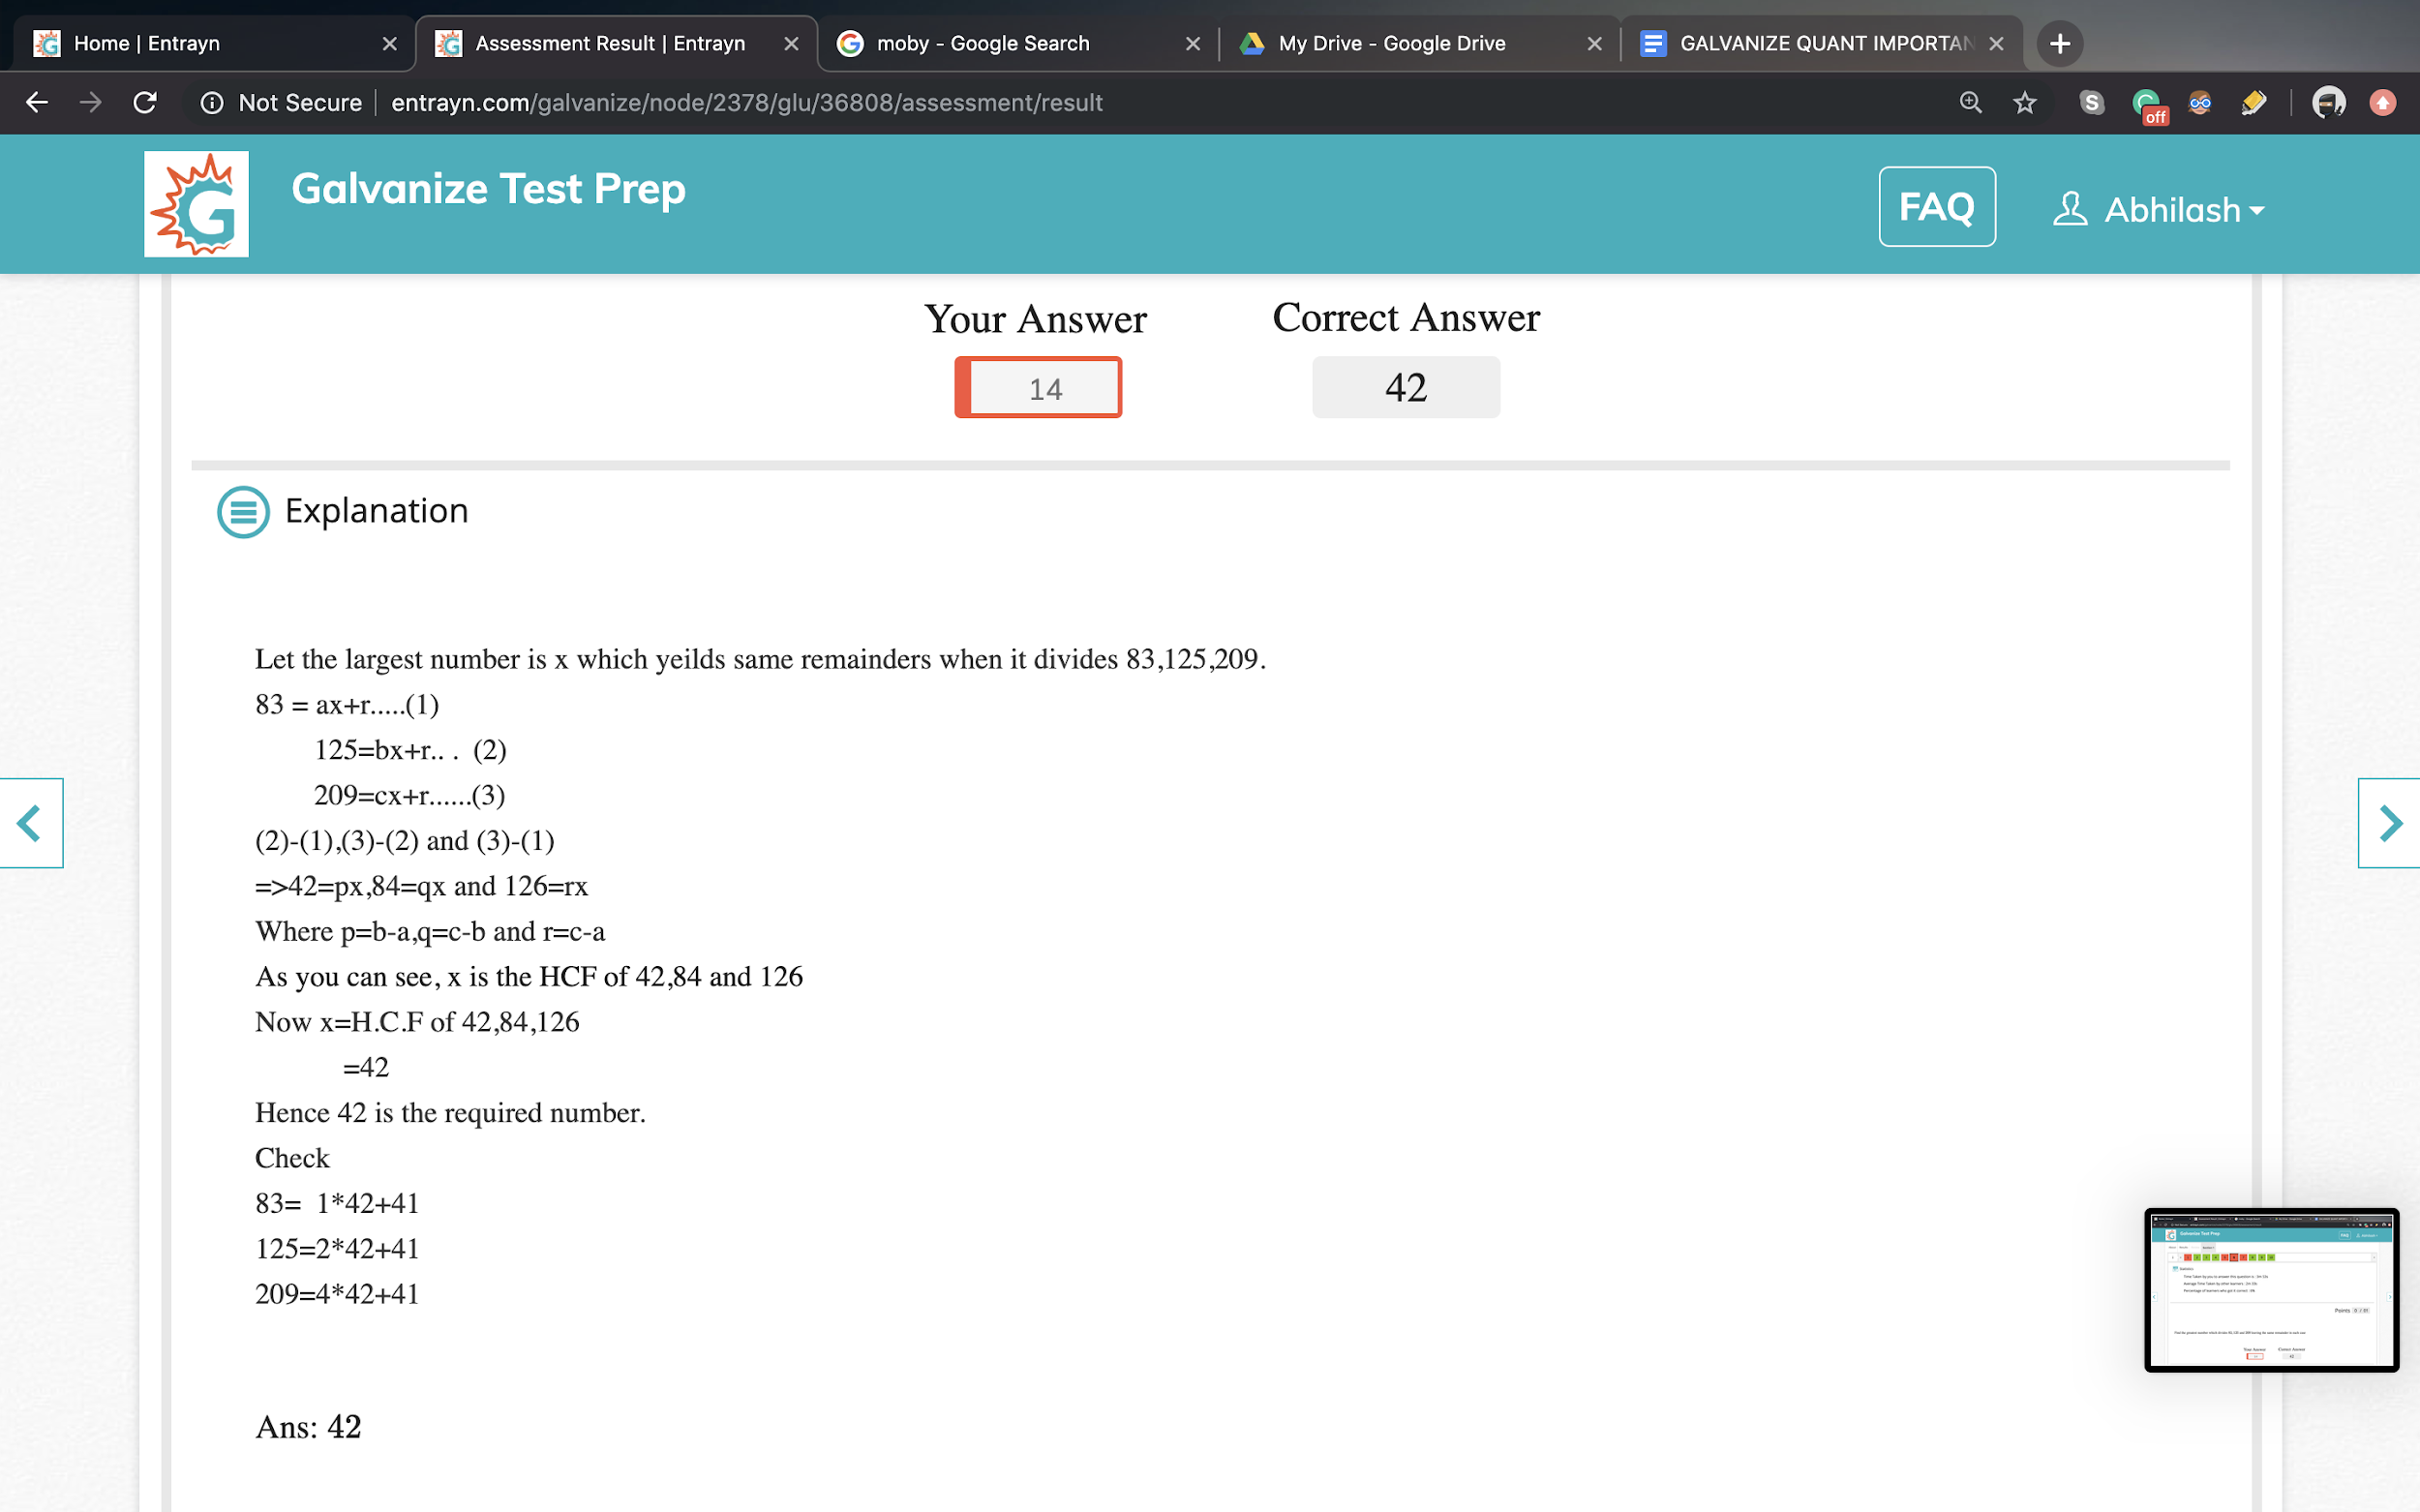 Home | Entrayn
Assessment Result | Entrayn
moby - Google Search
My Drive - Google Drive
GALVANIZE QUANT IMPORTAN
Not Secure
entrayn.com/galvanize/node/2378/glu/36808/assessment/result
off
Galvanize Test Prep
FAQ
Abhilash
Your Answer
Correct Answer
14
42
Explanation
Let the largest number is x which yeilds same remainders when it divides 83,125,209.
83 = ax+r.....(1)
125=bx+r.. . (2)
209=cx+r......(3)
(2)-(1),(3)-(2) and (3)-(1)
=>42=px,84=qx and 126=rx
Where p=b-a,q=c-b and r=c-a
As you can see, x is the HCF of 42,84 and 126
Now x=H.C.F of 42,84,126
=42
Hence 42 is the required number.
Check
83= 1*42+41
125=2*42+41
209=4*42+41
Ans: 42